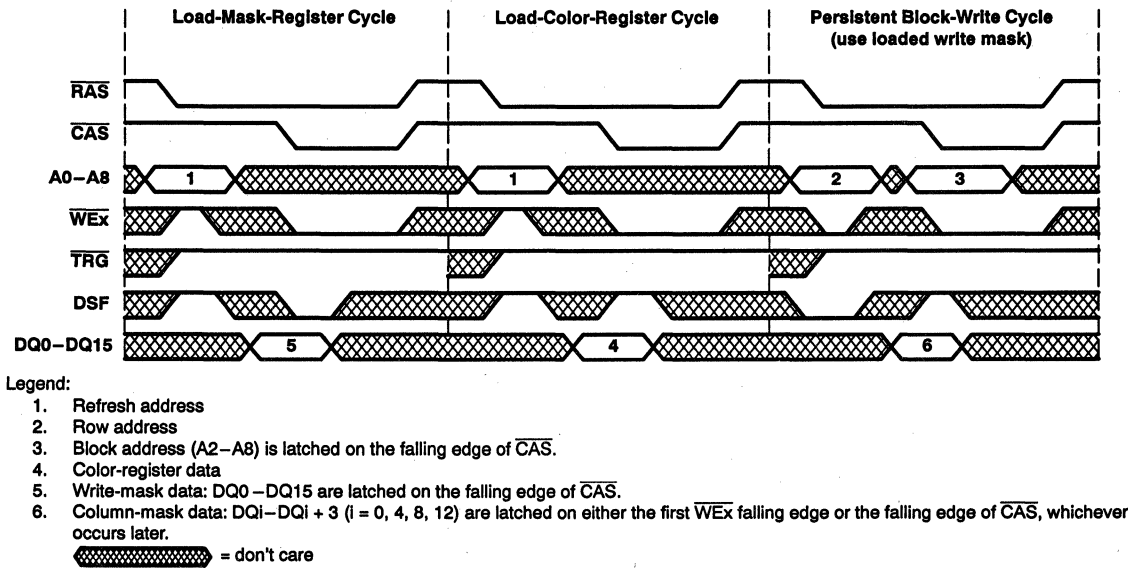 Load-Mask-Register Cycle
Load-Color-Register Cycle
Persistent Block-Write Cycle
(use loaded write mask)
RAS
CAS
A0–A8
1
1
2
3
WEx
TRG
DSF
DQ0–DQ15
5
4
6
Legend:
1. Refresh address
2. Row address
3. Block address (A2–A8) is latched on the falling edge of CAS.
4. Color-register data
5. Write-mask data: DQ0–DQ15 are latched on the falling edge of CAS.
6. Column-mask data: DQi–DQi + 3 (i = 0, 4, 8, 12) are latched on either the first WEx falling edge or the falling edge of CAS, whichever
occurs later.
= don't care